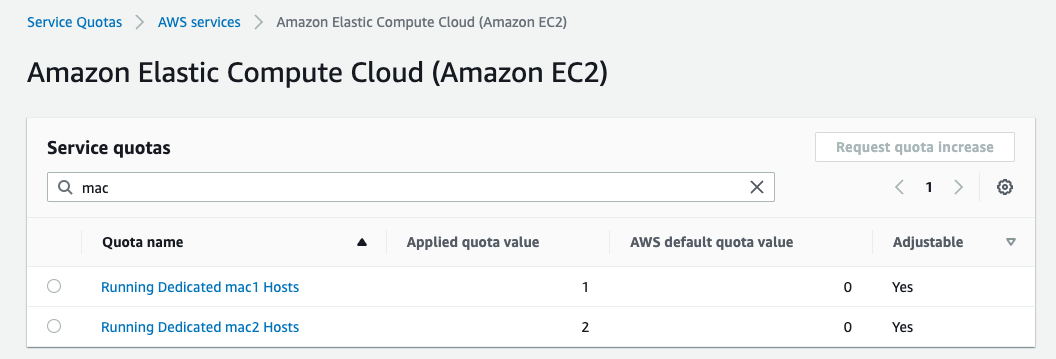 Service Quotas > AWS services > Amazon Elastic Compute Cloud (Amazon EC2)
Amazon Elastic Compute Cloud (Amazon EC2)
Service quotas Request quota increase
mac 1
Quota name Applied quota value AWS default quota value Adjustable
Running Dedicated mac1 Hosts 1 0 Yes
Running Dedicated mac2 Hosts 2 0 Yes